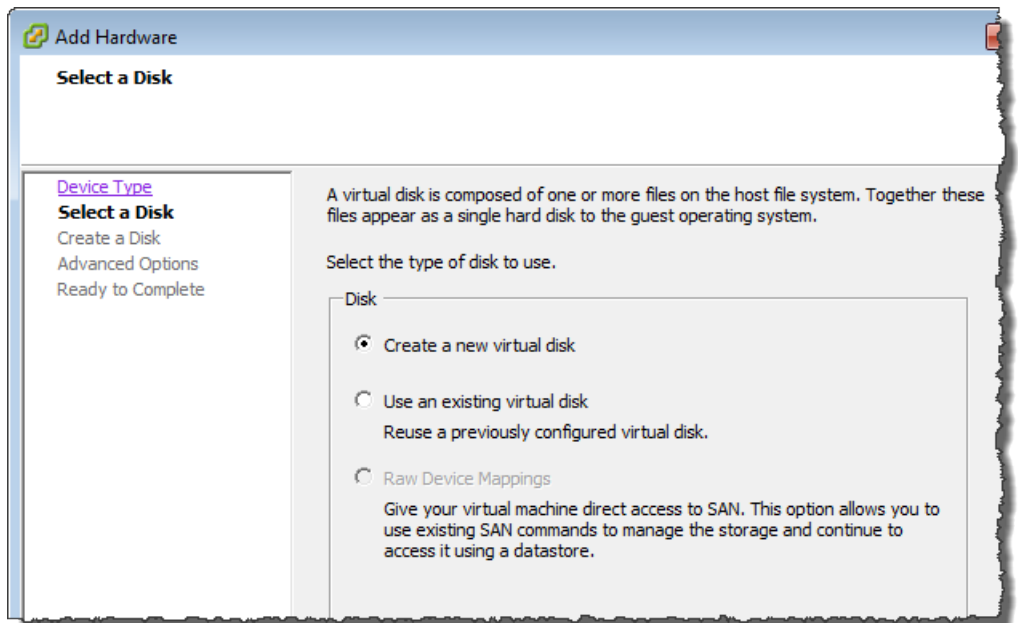 Add Hardware
Select a Disk
Device Type
Select a Disk
Create a Disk
Advanced Options
Ready to Complete
A virtual disk is composed of one or more files on the host file system. Together these
files appear as a single hard disk to the guest operating system.
Select the type of disk to use.
Disk
Create a new virtual disk
Use an existing virtual disk
Reuse a previously configured virtual disk.
Raw Device Mappings
Give your virtual machine direct access to SAN. This option allows you to
use existing SAN commands to manage the storage and continue to
access it using a datastore.